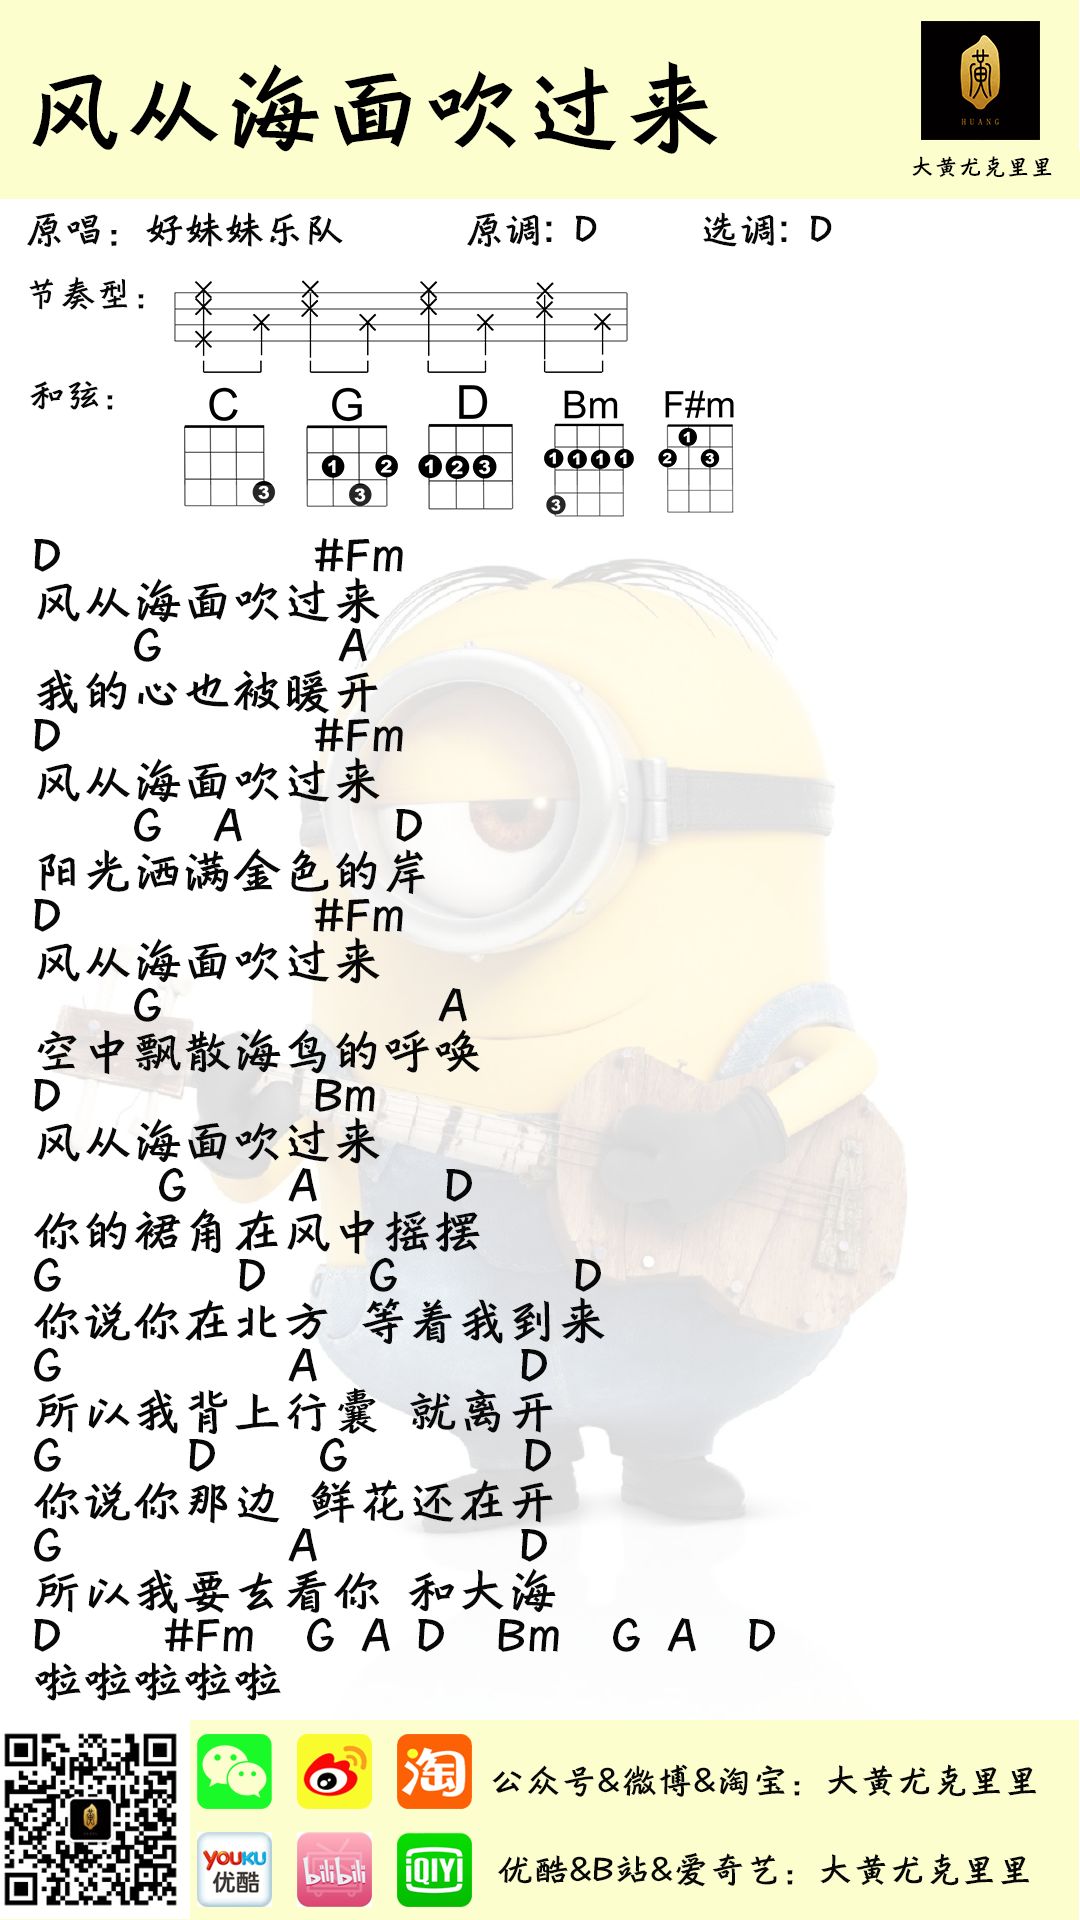 风从海面吹过来
黄
HUANG
大黄尤克里里
原唱：好妹妹乐队 原调：D 选调：D
节奏型：
和弦：
C G D Bm F#m
3 1 2 3 1 2 3 1 1 1 1 3 1 2 3
D #Fm
风从海面吹过来
G A
我的心也被暖开
D #Fm
风从海面吹过来
G A D
阳光洒满金色的岸
D #Fm
风从海面吹过来
G A
空中飘散海鸟的呼唤
D Bm
风从海面吹过来
G A D
你的裙角在风中摇摆
G D G D
你说你在北方 等着我到来
G A D
所以我背上行囊 就离开
G D G D
你说你那边 鲜花还在开
G A D
所以我要去看你 和大海
D #Fm G A D Bm G A D
啦啦啦啦啦
淘
公众号&微博&淘宝：大黄尤克里里
YOUKU
优酷
bilibili
iQIYI
优酷&B站&爱奇艺：大黄尤克里里